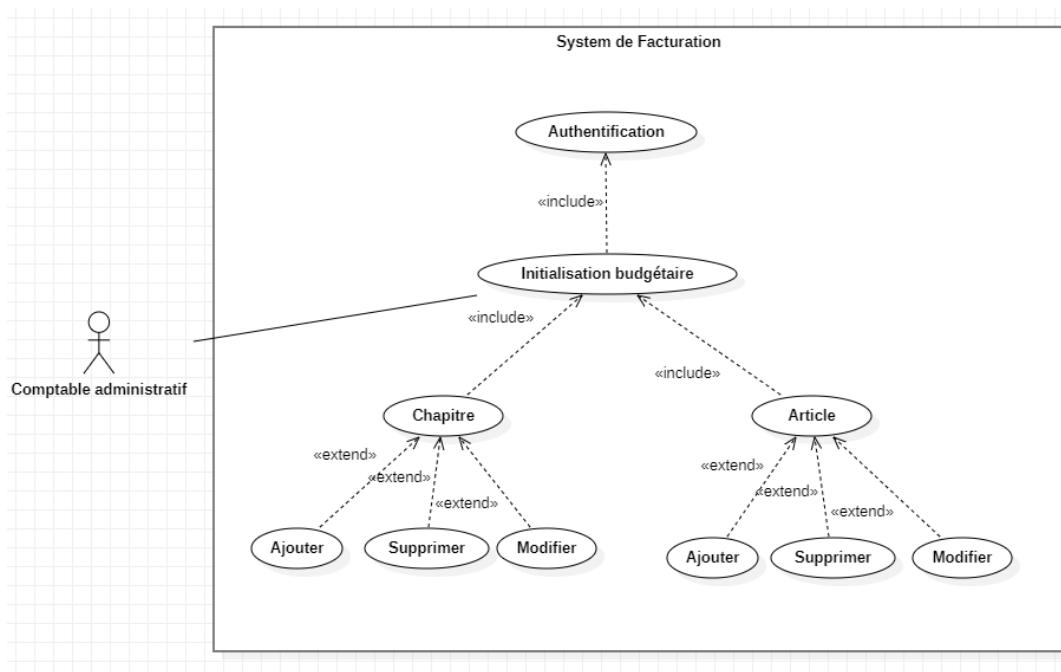 System de Facturation
Authentification
«include»
Initialisation budgétaire
«include»
«include»
Comptable administratif
Chapitre
Article
«extend»
«extend»
«extend»
«extend»
«extend»
«extend»
Ajouter
Supprimer
Modifier
Ajouter
Supprimer
Modifier